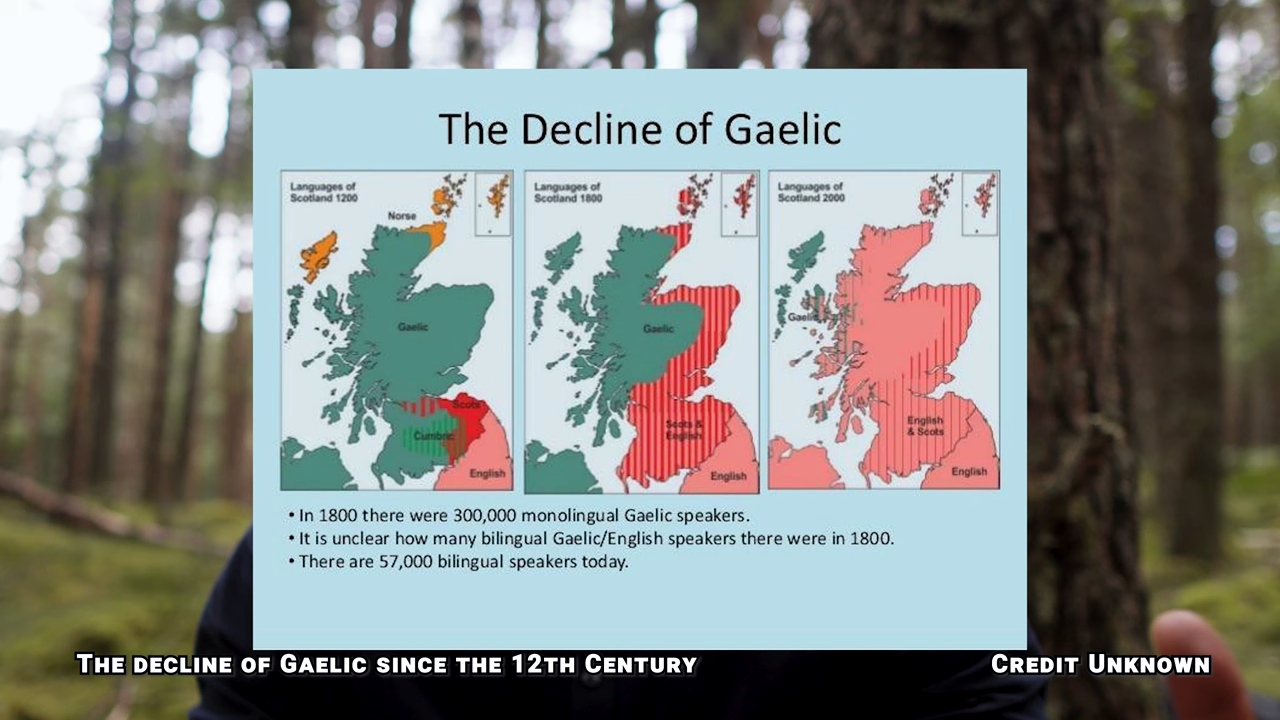 The Decline of Gaelic
Languages of
Scotland 1200
Norse
Gaelic
Scots
Cumbric
English
Languages of
Scotland 1800
Gaelic
Scots &
English
English
Languages of
Scotland 2000
Gaelic
English
& Scots
English
• In 1800 there were 300,000 monolingual Gaelic speakers.
• It is unclear how many bilingual Gaelic/English speakers there were in 1800.
• There are 57,000 bilingual speakers today.
The decline of Gaelic since the 12th Century
Credit Unknown